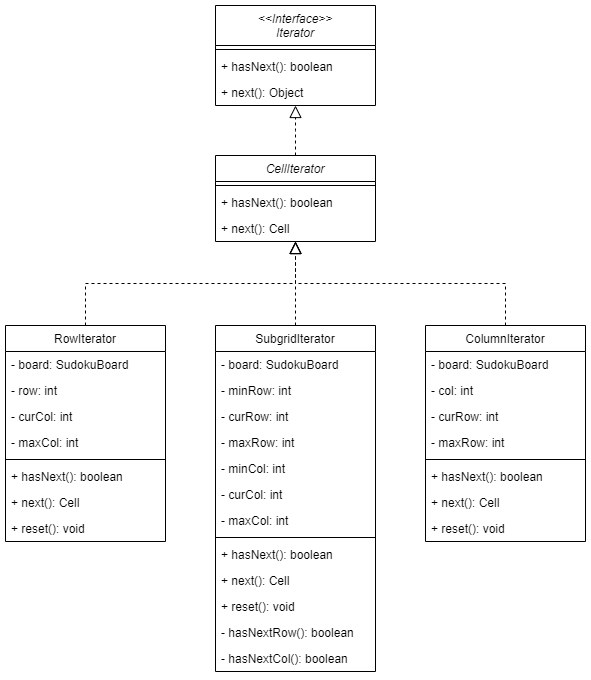 <<Interface>>
Iterator
+ hasNext(): boolean
+ next(): Object
CellIterator
+ hasNext(): boolean
+ next(): Cell
RowIterator
- board: SudokuBoard
- row: int
- curCol: int
- maxCol: int
+ hasNext(): boolean
+ next(): Cell
+ reset(): void
SubgridIterator
- board: SudokuBoard
- minRow: int
- curRow: int
- maxRow: int
- minCol: int
- curCol: int
- maxCol: int
+ hasNext(): boolean
+ next(): Cell
+ reset(): void
- hasNextRow(): boolean
- hasNextCol(): boolean
ColumnIterator
- board: SudokuBoard
- col: int
- curRow: int
- maxRow: int
+ hasNext(): boolean
+ next(): Cell
+ reset(): void